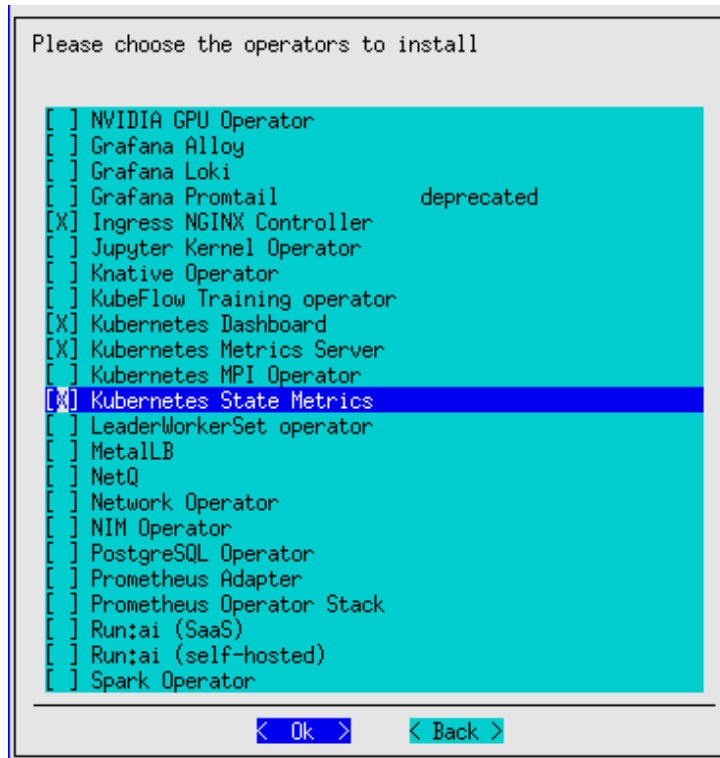 Please choose the operators to install
[ ] NVIDIA GPU Operator
[ ] Grafana Alloy
[ ] Grafana Loki
[ ] Grafana Promtail deprecated
[X] Ingress NGINX Controller
[ ] Jupyter Kernel Operator
[ ] Knative Operator
[ ] KubeFlow Training operator
[X] Kubernetes Dashboard
[X] Kubernetes Metrics Server
[ ] Kubernetes MPI Operator
[X] Kubernetes State Metrics
[ ] LeaderWorkerSet operator
[ ] MetalLB
[ ] NetQ
[ ] Network Operator
[ ] NIM Operator
[ ] PostgreSQL Operator
[ ] Prometheus Adapter
[ ] Prometheus Operator Stack
[ ] Run:ai (SaaS)
[ ] Run:ai (self-hosted)
[ ] Spark Operator
< Ok > < Back >